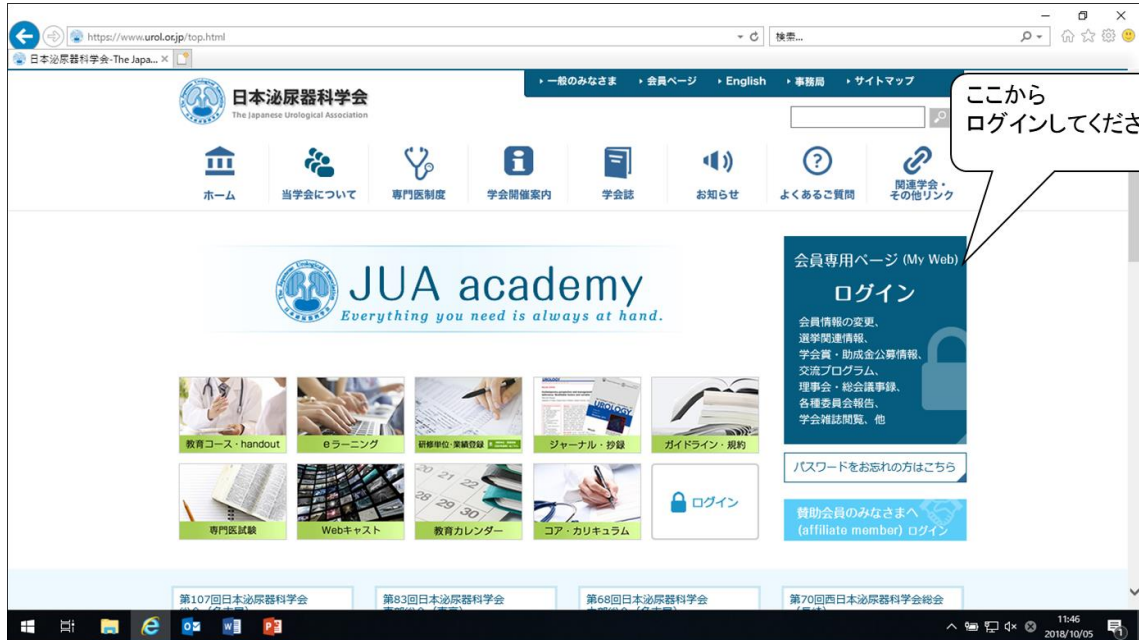 https://www.urol.or.jp/top.html
検索...
日本泌尿器科学会-The Japa...
一般のみなさま
会員ページ
English
事務局
サイトマップ
日本泌尿器科学会
The Japanese Urological Association
ここから
ログインしてくださ
ホーム
当学会について
専門医制度
学会開催案内
学会誌
お知らせ
よくあるご質問
関連学会・
その他リンク
JUA academy
Everything you need is always at hand.
会員専用ページ (My Web)
ログイン
会員情報の変更、
選挙関連情報、
学会賞・助成金公募情報、
交流プログラム、
理事会・総会議事録、
各種委員会報告、
学会雑誌閲覧、他
教育コース・handout
eラーニング
研修単位・業績登録
UROLOGY
ジャーナル・抄録
ガイドライン・規約
パスワードをお忘れの方はこちら
専門医試験
Webキャスト
20 21 22
28 29 30
教育カレンダー
コア・カリキュラム
ログイン
賛助会員のみなさまへ
(affiliate member) ログイン
第107回日本泌尿器科学会
第83回日本泌尿器科学会
第68回日本泌尿器科学会
第70回西日本泌尿器科学会総会
11:46
2018/10/05